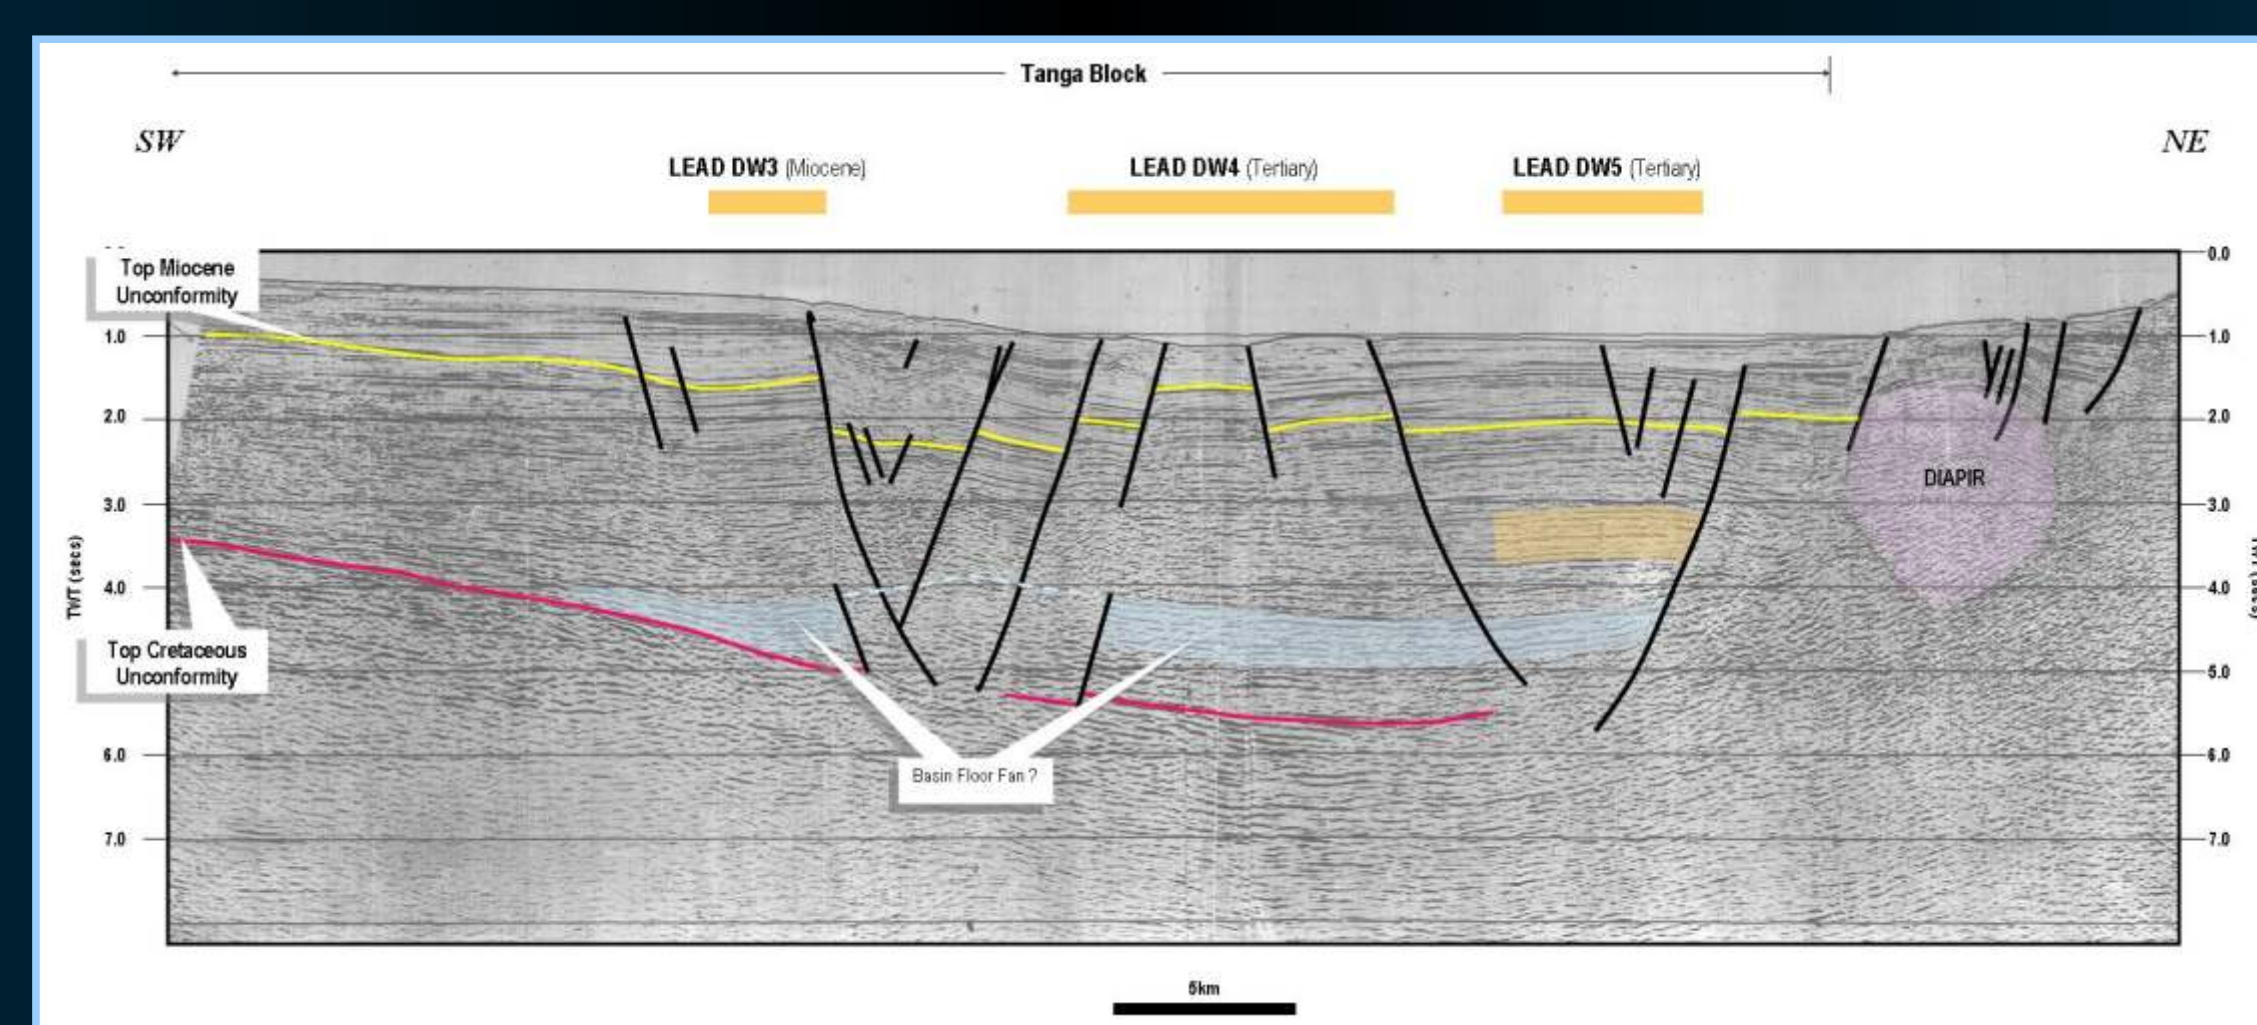 Tanga Block
SW
NE
LEAD DW3 (Miocene)
LEAD DW4 (Tertiary)
LEAD DW5 (Tertiary)
Top Miocene
Unconformity
0.0
1.0
1.0
2.0
2.0
DIAPIR
3.0
3.0
TWT (secs)
4.0
4.0
Top Cretaceous
Unconformity
5.0
5.0
6.0
6.0
Basin Floor Fan ?
7.0
7.0
5km